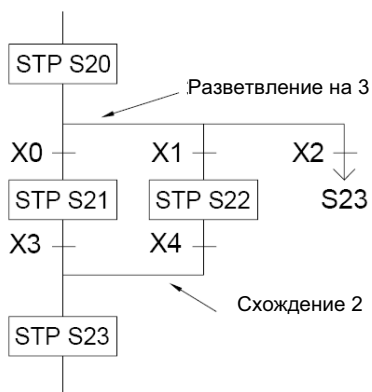 STP S20
Разветвление на 3
X0 X1 X2
STP S21 STP S22 S23
X3 X4
Схождение 2
STP S23